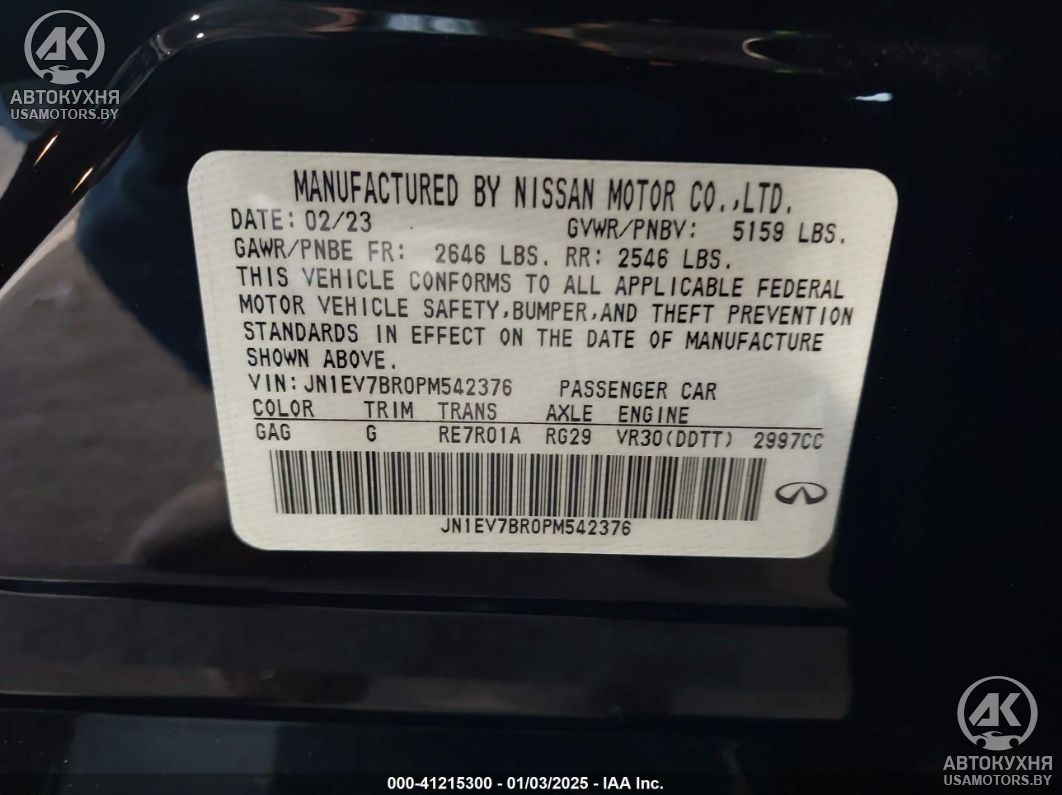 АК
АВТОКУХНЯ
USAMOTORS.BY
MANUFACTURED BY NISSAN MOTOR CO.,LTD.
DATE: 02/23 GVWR/PNBV: 5159 LBS.
GAWR/PNBE FR: 2646 LBS. RR: 2546 LBS.
THIS VEHICLE CONFORMS TO ALL APPLICABLE FEDERAL
MOTOR VEHICLE SAFETY,BUMPER,AND THEFT PREVENTION
STANDARDS IN EFFECT ON THE DATE OF MANUFACTURE
SHOWN ABOVE.
VIN:JN1EV7BR0PM542376 PASSENGER CAR
COLOR TRIM TRANS AXLE ENGINE
GAG G RE7R01A RG29 VR30(DDTT) 2997CC
JN1EV7BR0PM542376
АК
АВТОКУХНЯ
USAMOTORS.BY
000-41215300 - 01/03/2025 - IAA Inc.